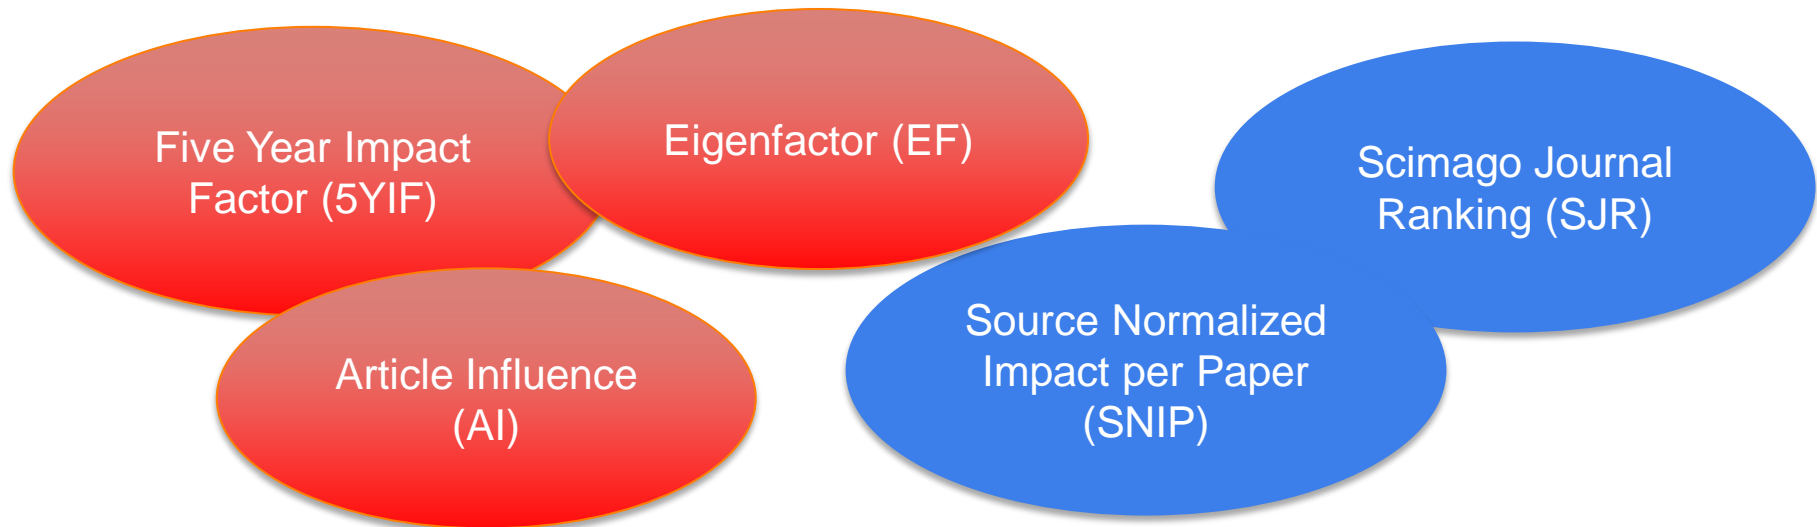 Five Year Impact
Factor (5YIF)
Eigenfactor (EF)
Scimago Journal
Ranking (SJR)
Article Influence
(AI)
Source Normalized
Impact per Paper
(SNIP)